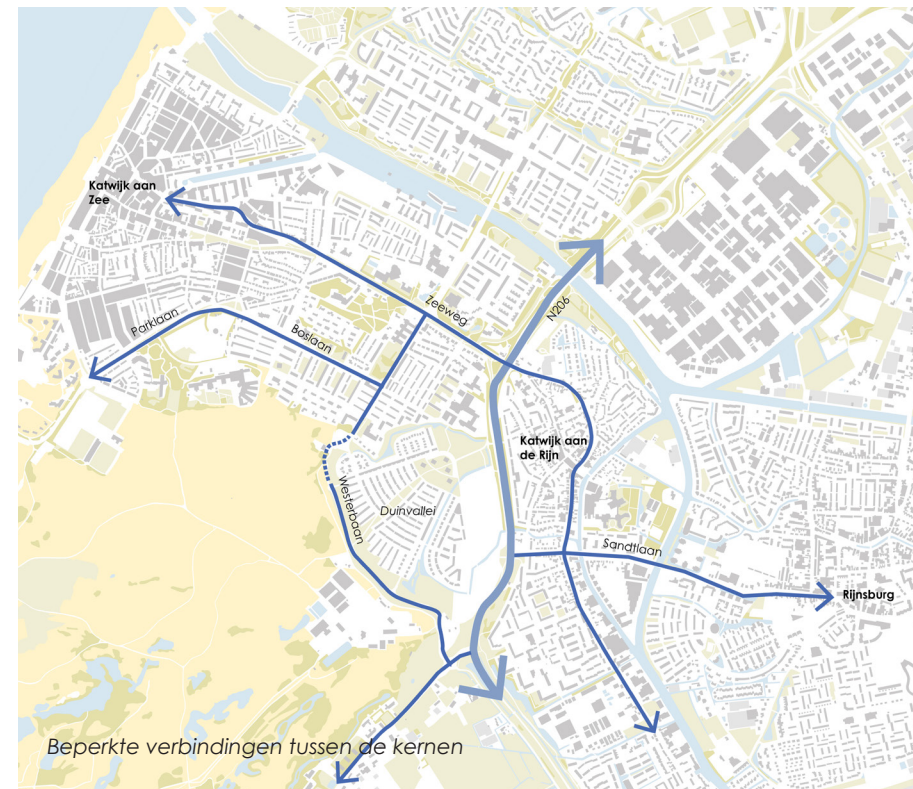 Katwijk aan
Zee
Parklaan
Boslaan
Zeeweg
N206
Katwijk aan
de Rijn
Westerbaan
Duinvallei
Sandtlaan
Rijnsburg
Beperkte verbindingen tussen de kernen